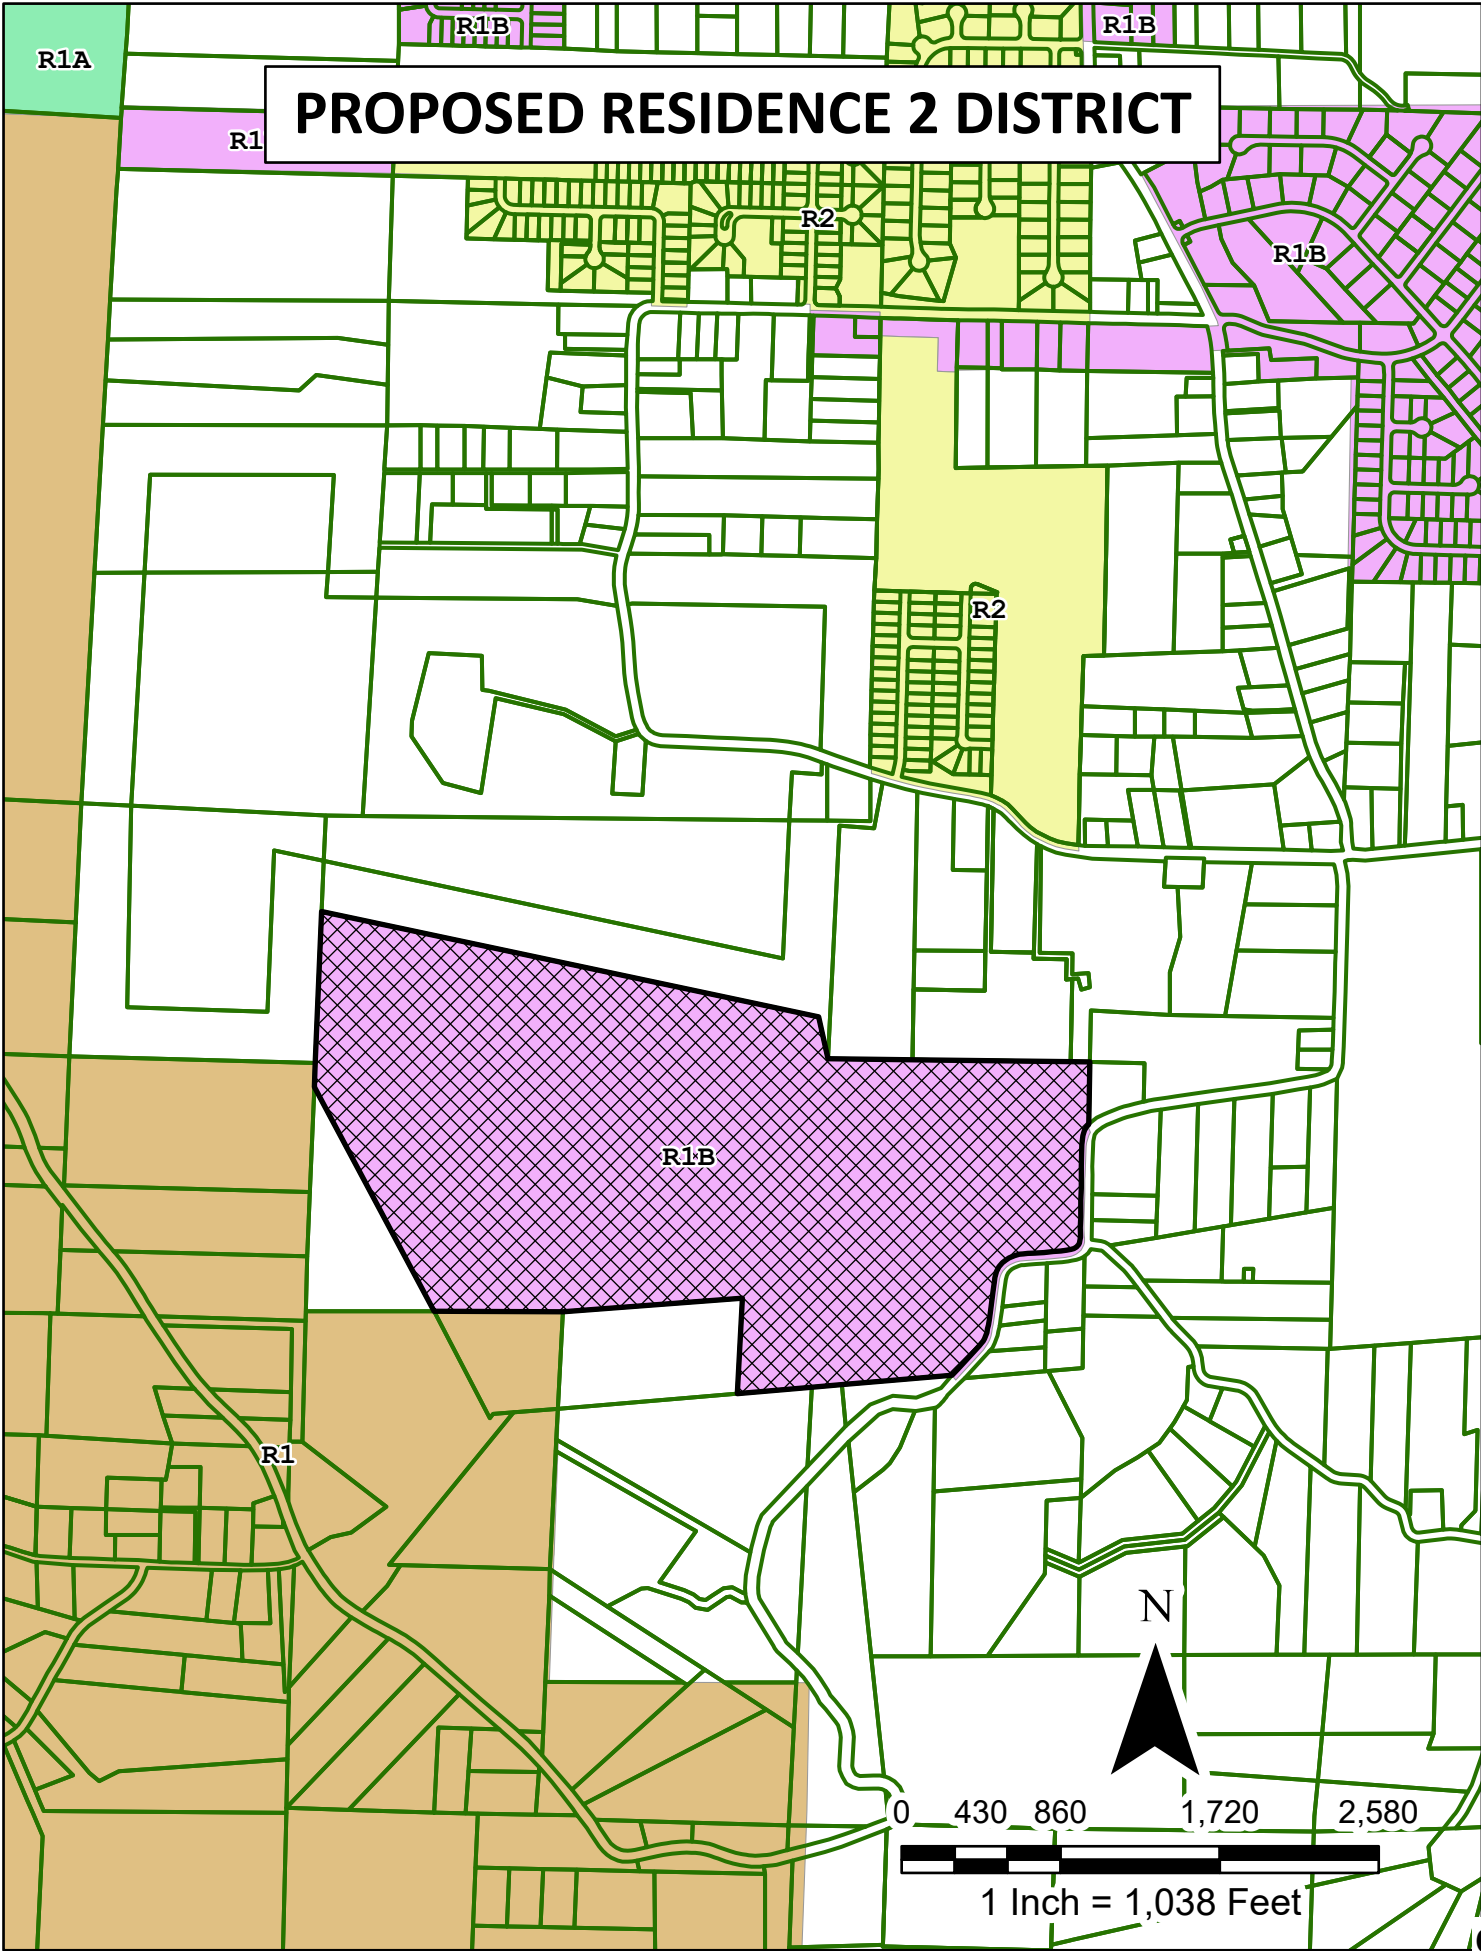 R1B
R1B
R1A
PROPOSED RESIDENCE 2 DISTRICT
R1
R2
R1B
R2
R1B
R1
N
0 430 860 1,720 2,580
1 Inch = 1,038 Feet